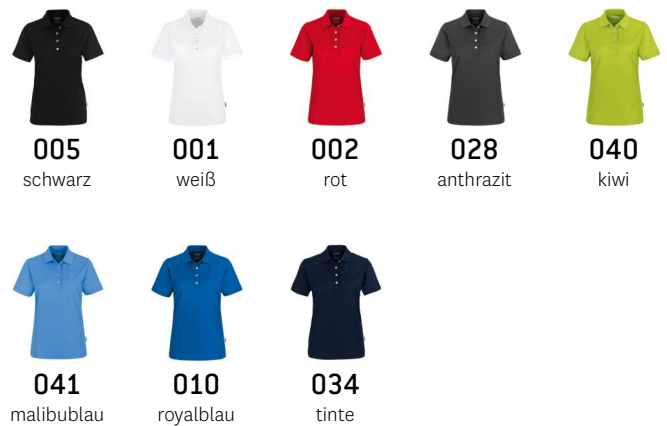 005 001 002 028 040
schwarz weiß rot anthrazit kiwi
041 010 034
malibublau royalblau tinte